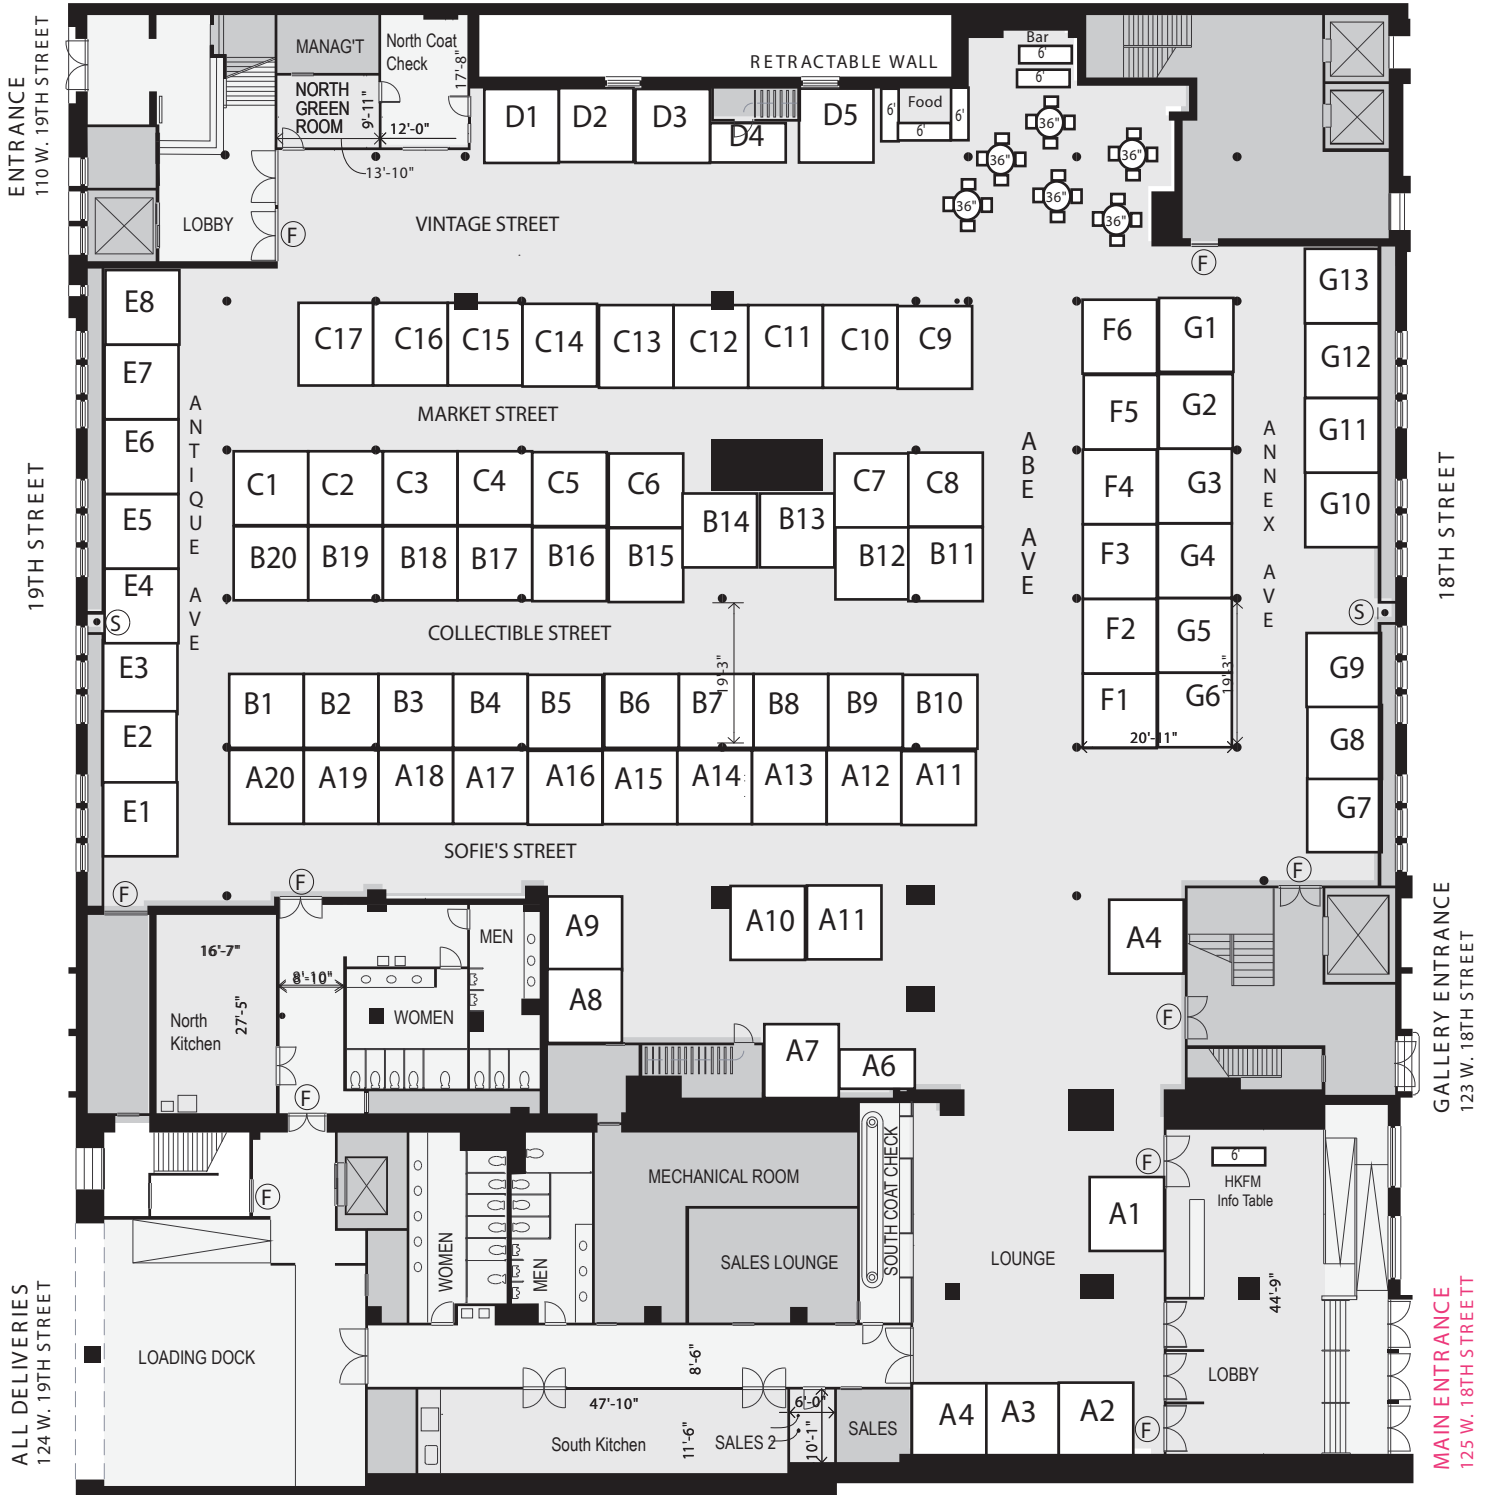 ENTRANCE
110 W. 19TH STREET
MANAG'T
North Coat
Check
17'-8"
NORTH
GREEN
ROOM
9'-11"
12'-0"
13'-10"
RETRACTABLE WALL
Bar
6'
6'
D1
D2
D3
D4
D5
6'
Food
6'
6'
36"
36"
36"
36"
36"
36"
LOBBY
F
VINTAGE STREET
F
E8
E7
E6
E5
E4
S
E3
E2
E1
ANTIQUE AVE
19TH STREET
C17
C16
C15
C14
C13
C12
C11
C10
C9
MARKET STREET
C1
C2
C3
C4
C5
C6
C7
C8
B14
B13
B20
B19
B18
B17
B16
B15
B12
B11
COLLECTIBLE STREET
19'-3"
B1
B2
B3
B4
B5
B6
B7
B8
B9
B10
A20
A19
A18
A17
A16
A15
A14
A13
A12
A11
SOFIE'S STREET
ABE AVE
F6
G1
F5
G2
F4
G3
F3
G4
F2
G5
F1
G6
19'-3"
20'-11"
ANNEX AVE
G13
G12
G11
G10
S
G9
G8
G7
18TH STREET
F
F
F
16'-7"
27'-5"
North
Kitchen
8'-10"
MEN
WOMEN
F
A9
A8
A10
A11
A4
A7
A6
F
GALLERY ENTRANCE
123 W. 18TH STREET
F
WOMEN
MEN
MECHANICAL ROOM
SALES LOUNGE
SOUTH COAT CHECK
LOUNGE
F
6'
HKFM
Info Table
A1
44'-9"
LOBBY
ALL DELIVERIES
124 W. 19TH STREET
LOADING DOCK
8'-6"
47'-10"
South Kitchen
11'-6"
SALES 2
6'-0"
10'-1"
SALES
A4
A3
A2
F
MAIN ENTRANCE
125 W. 18TH STREETT